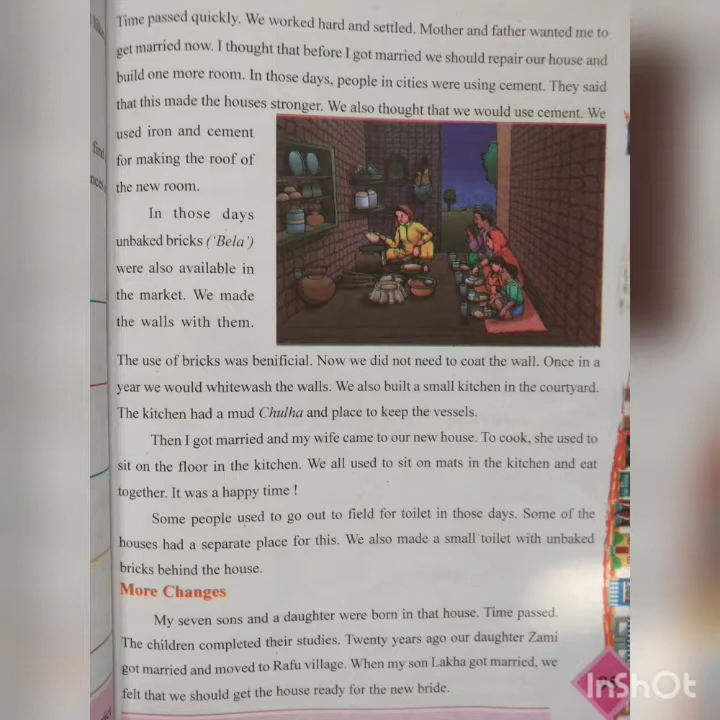 Time passed quickly. We worked hard and settled. Mother and father wanted me to
get married now. I thought that before I got married we should repair our house and
build one more room. In those days, people in cities were using cement. They said
that this made the houses stronger. We also thought that we would use cement. We
used iron and cement
for making the roof of
the new room.
In those days
unbaked bricks ('Bela')
were also available in
the market. We made
the walls with them.
The use of bricks was benificial. Now we did not need to coat the wall. Once in a
year we would whitewash the walls. We also built a small kitchen in the courtyard.
The kitchen had a mud Chulha and place to keep the vessels.
Then I got married and my wife came to our new house. To cook, she used to
sit on the floor in the kitchen. We all used to sit on mats in the kitchen and eat
together. It was a happy time !
Some people used to go out to field for toilet in those days. Some of the
houses had a separate place for this. We also made a small toilet with unbaked
bricks behind the house.
More Changes
My seven sons and a daughter were born in that house. Time passed.
The children completed their studies. Twenty years ago our daughter Zami
got married and moved to Rafu village. When my son Lakha got married, we
felt that we should get the house ready for the new bride.
InShOt